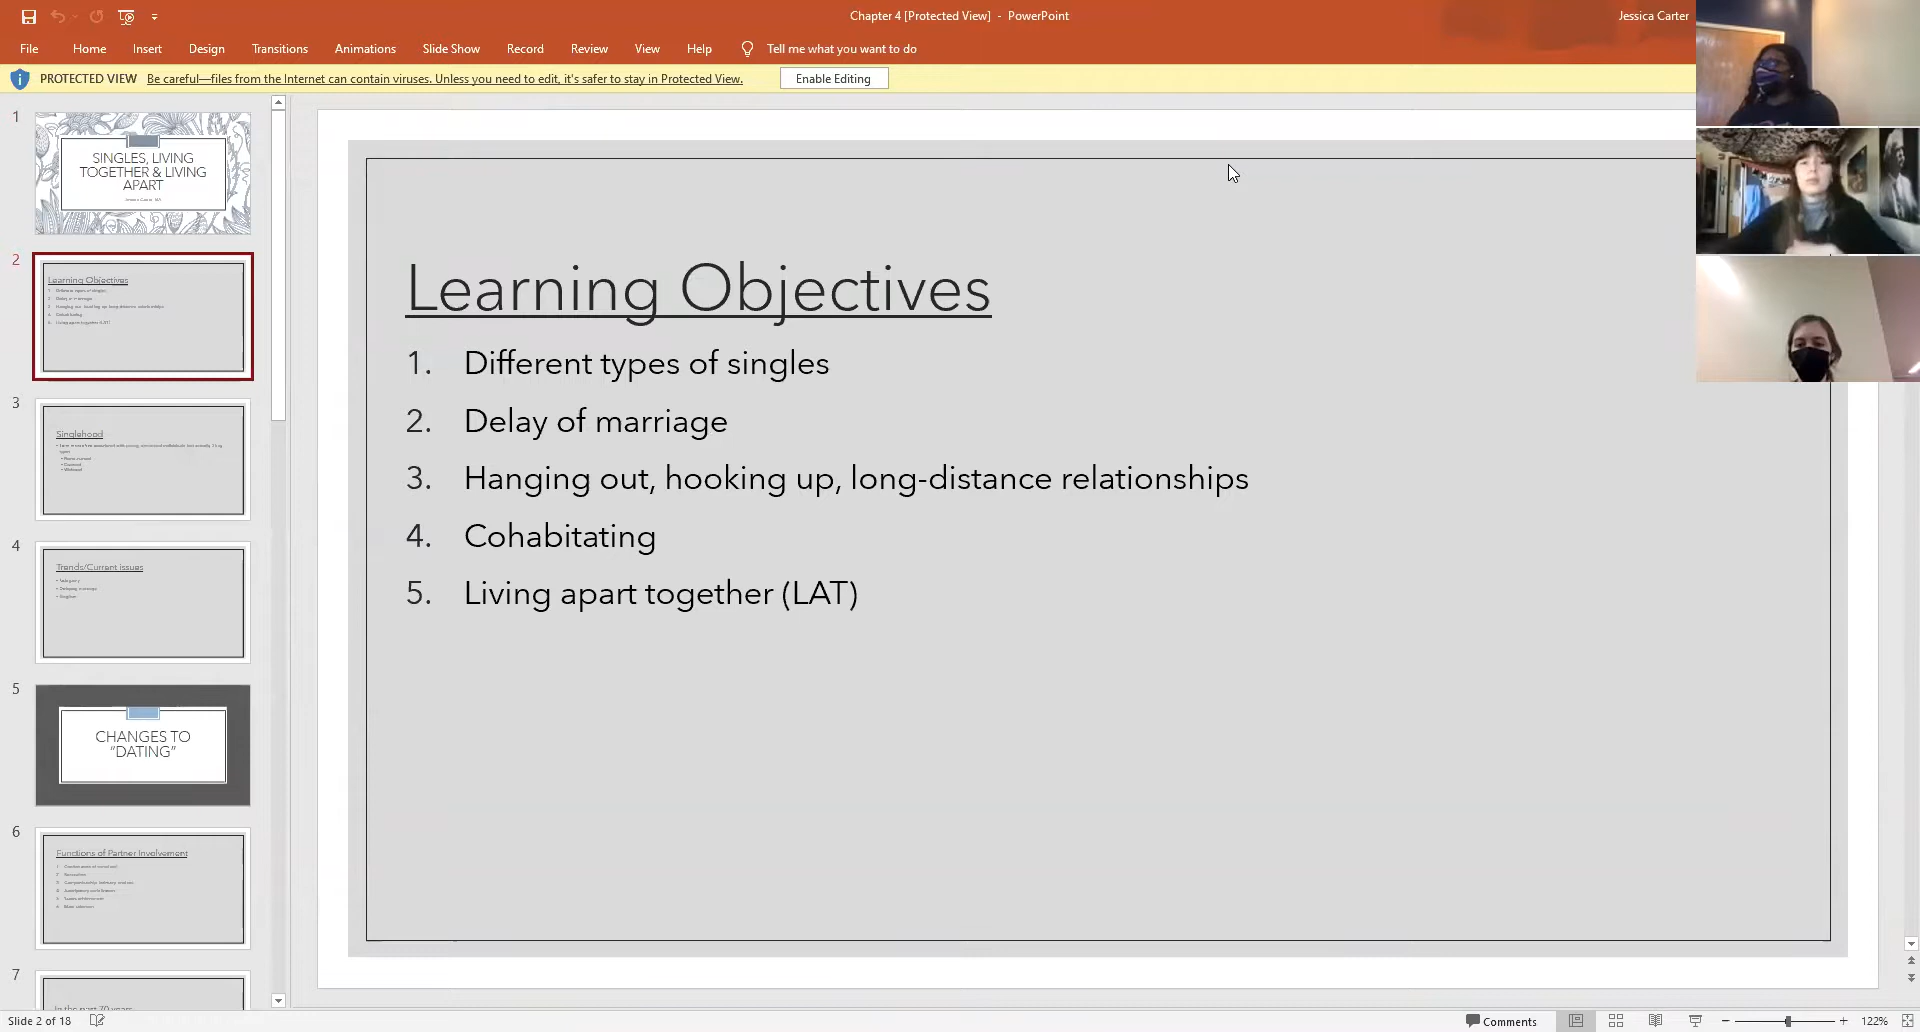 Chapter 4 [Protected View] - PowerPoint
Jessica Carter
File Home Insert Design Transitions Animations Slide Show Record Review View Help Tell me what you want to do
PROTECTED VIEW Be careful—files from the Internet can contain viruses. Unless you need to edit, it's safer to stay in Protected View. Enable Editing
1
SINGLES, LIVING
TOGETHER & LIVING
APART
2
Learning Objectives
3
Singlehood
4
Trends/Current issues
5
CHANGES TO
“DATING”
6
Functions of Partner Involvement
7
In the past 70 years
Learning Objectives
1. Different types of singles
2. Delay of marriage
3. Hanging out, hooking up, long-distance relationships
4. Cohabitating
5. Living apart together (LAT)
Slide 2 of 18
Comments
122%